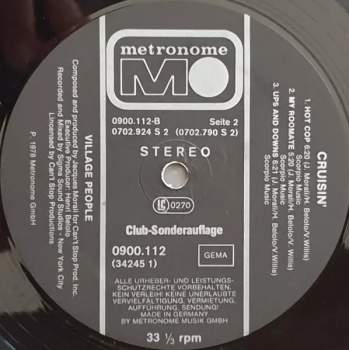 metronome
MO
0900.112-B
Seite 2
0702.924 S 2 (0702.790 S 2)
STEREO
LC 0270
Club-Sonderauflage
0900.112
(34245 1)
GEMA
ALLE URHEBER- UND LEISTUNGS-
SCHUTZRECHTE VORBEHALTEN.
KEIN VERLEIH! KEINE UNERLAUBTE
VERVIELFÄLTIGUNG, VERMIETUNG,
AUFFÜHRUNG, SENDUNG!
MADE IN GERMANY
BY METRONOME MUSIK GMBH
33 1/3 rpm
CRUISIN'
1. HOT COP 6:20 (J. Morali/H. Belolo/V. Willis)
Scorpio Music
2. MY ROOMATE 5:20 (J. Morali/H. Belolo/V. Willis)
Scorpio Music
3. UPS AND DOWNS 6:21 (J. Morali/H. Belolo/V. Willis)
Scorpio Music
VILLAGE PEOPLE
Composed and produced by Jacques Morali for Can't Stop Prod. Inc.
Executive Producer: Henri Belolo
Recorded and Mixed by Sigma Sound Studios New York City
Lincensed by Can't Stop Productions
P 1978 Metronome GmbH